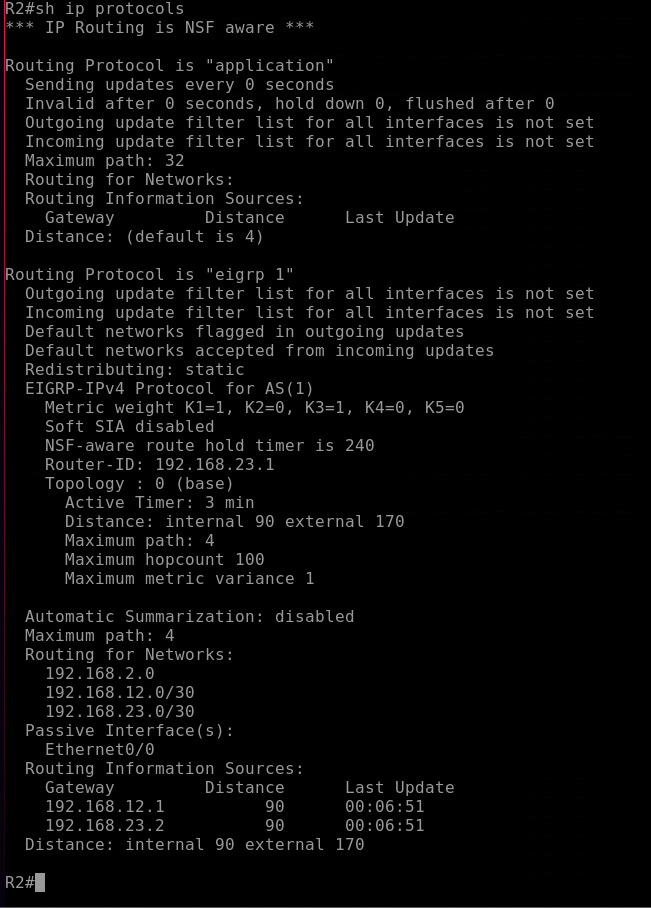 R2#sh ip protocols
*** IP Routing is NSF aware ***

Routing Protocol is "application"
  Sending updates every 0 seconds
  Invalid after 0 seconds, hold down 0, flushed after 0
  Outgoing update filter list for all interfaces is not set
  Incoming update filter list for all interfaces is not set
  Maximum path: 32
  Routing for Networks:
  Routing Information Sources:
    Gateway         Distance      Last Update
  Distance: (default is 4)

Routing Protocol is "eigrp 1"
  Outgoing update filter list for all interfaces is not set
  Incoming update filter list for all interfaces is not set
  Default networks flagged in outgoing updates
  Default networks accepted from incoming updates
  Redistributing: static
  EIGRP-IPv4 Protocol for AS(1)
    Metric weight K1=1, K2=0, K3=1, K4=0, K5=0
    Soft SIA disabled
    NSF-aware route hold timer is 240
    Router-ID: 192.168.23.1
    Topology : 0 (base)
      Active Timer: 3 min
      Distance: internal 90 external 170
      Maximum path: 4
      Maximum hopcount 100
      Maximum metric variance 1

  Automatic Summarization: disabled
  Maximum path: 4
  Routing for Networks:
    192.168.2.0
    192.168.12.0/30
    192.168.23.0/30
  Passive Interface(s):
    Ethernet0/0
  Routing Information Sources:
    Gateway         Distance      Last Update
    192.168.12.1          90      00:06:51
    192.168.23.2          90      00:06:51
  Distance: internal 90 external 170

R2#